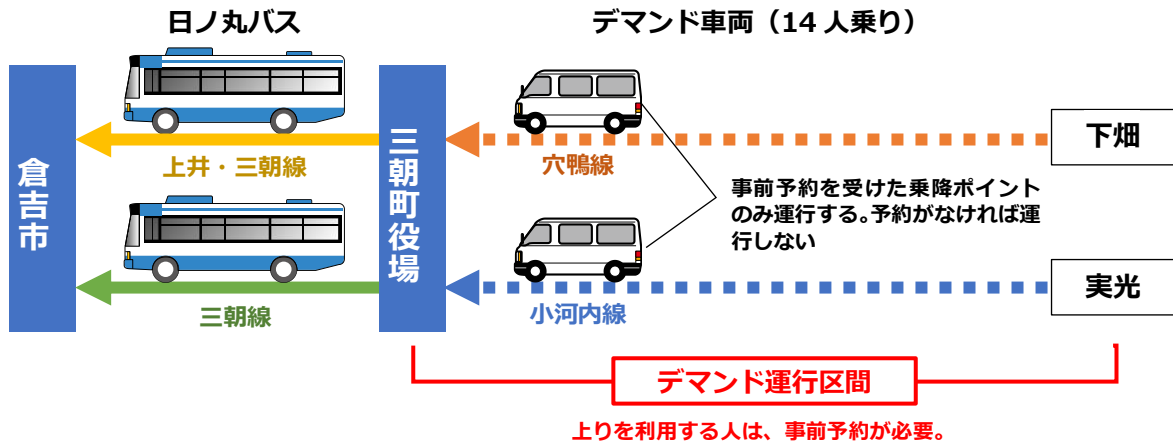 日ノ丸バス
デマンド車両（14 人乗り）
倉吉市
三朝町役場
上井・三朝線
穴鴨線
下畑
事前予約を受けた乗降ポイント
のみ運行する。予約がなければ運
行しない
三朝線
小河内線
実光
デマンド運行区間
上りを利用する人は、事前予約が必要。